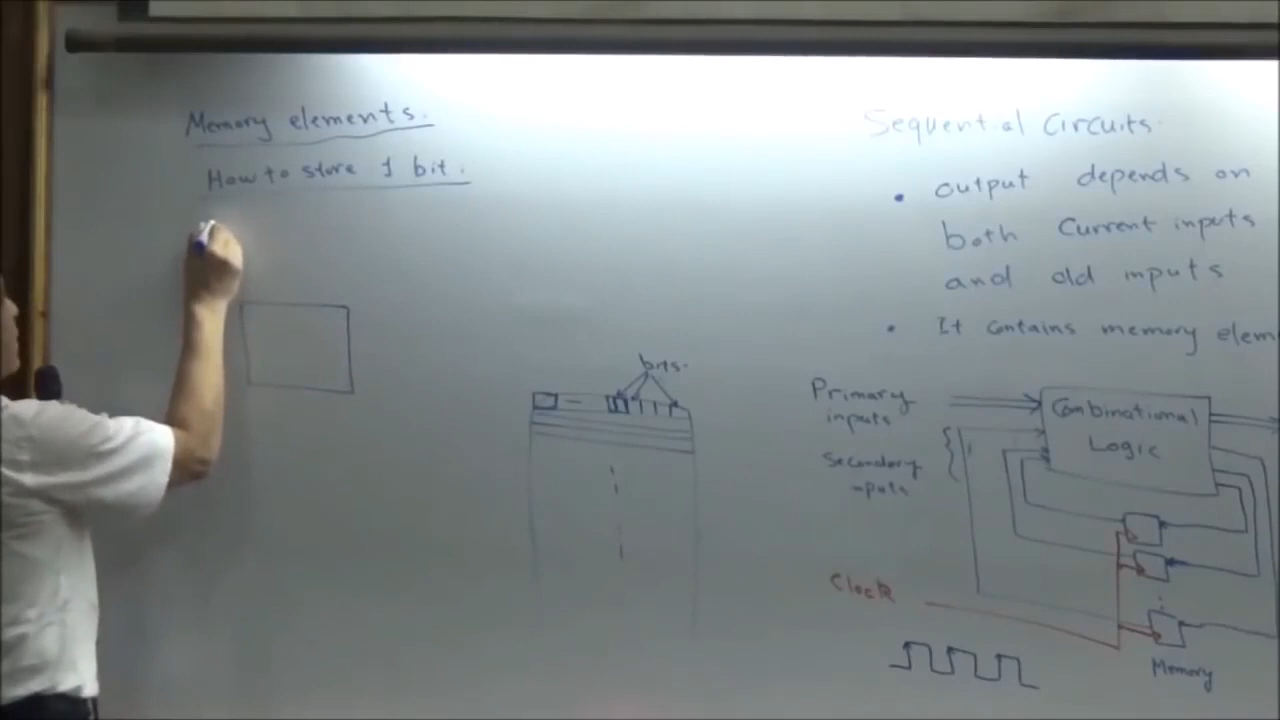 Memory elements.
How to store 1 bit.
bits.
Sequential Circuits.
• output depends on
both Current inputs
and old inputs
• It contains memory elem
Primary
inputs
Combinational
Logic
Secondary
inputs
Clock
Memory